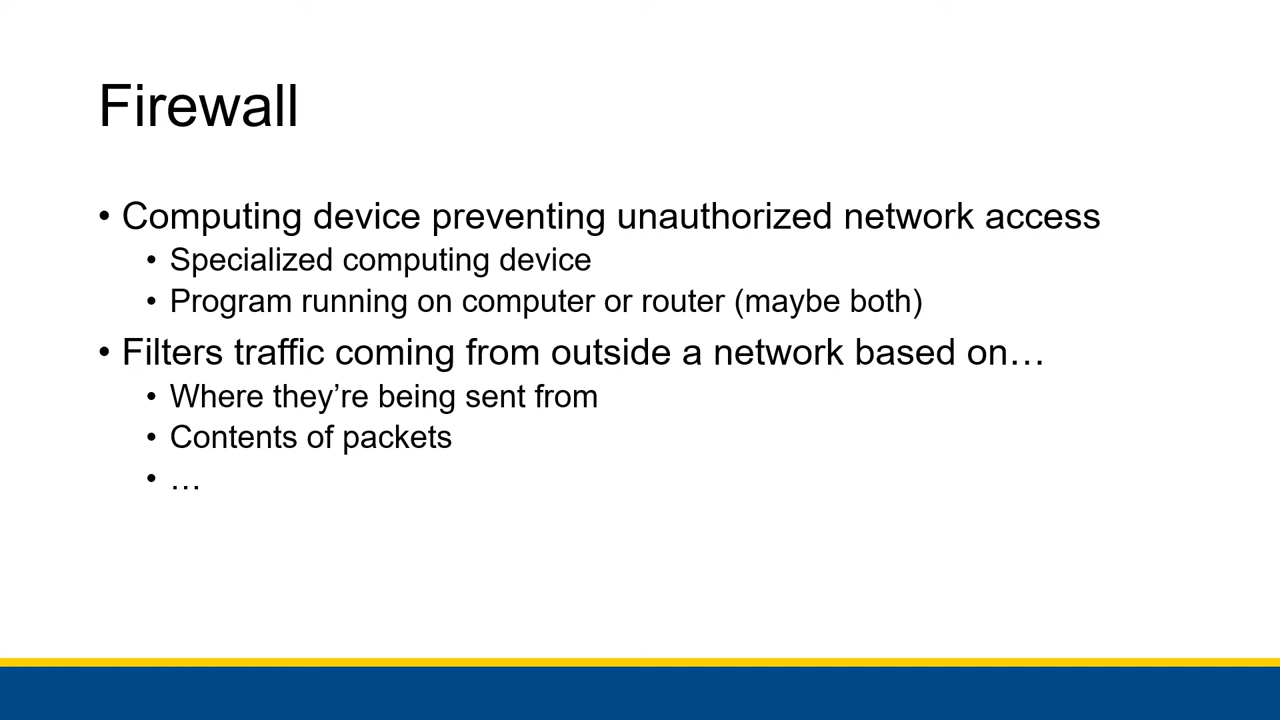 Firewall
• Computing device preventing unauthorized network access
• Specialized computing device
• Program running on computer or router (maybe both)
• Filters traffic coming from outside a network based on…
• Where they’re being sent from
• Contents of packets
• …